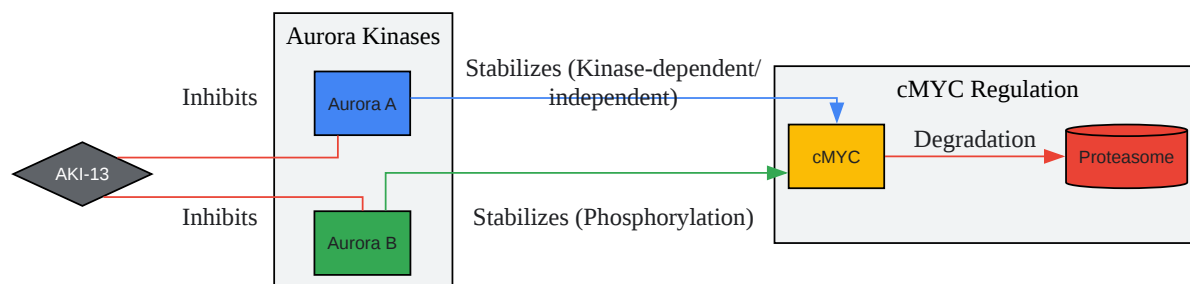 Aurora Kinases
Stabilizes (Kinase-dependent/
independent)
cMYC Regulation
Inhibits
Aurora A
cMYC
Degradation
Proteasome
AKI-13
Inhibits
Aurora B
Stabilizes (Phosphorylation)